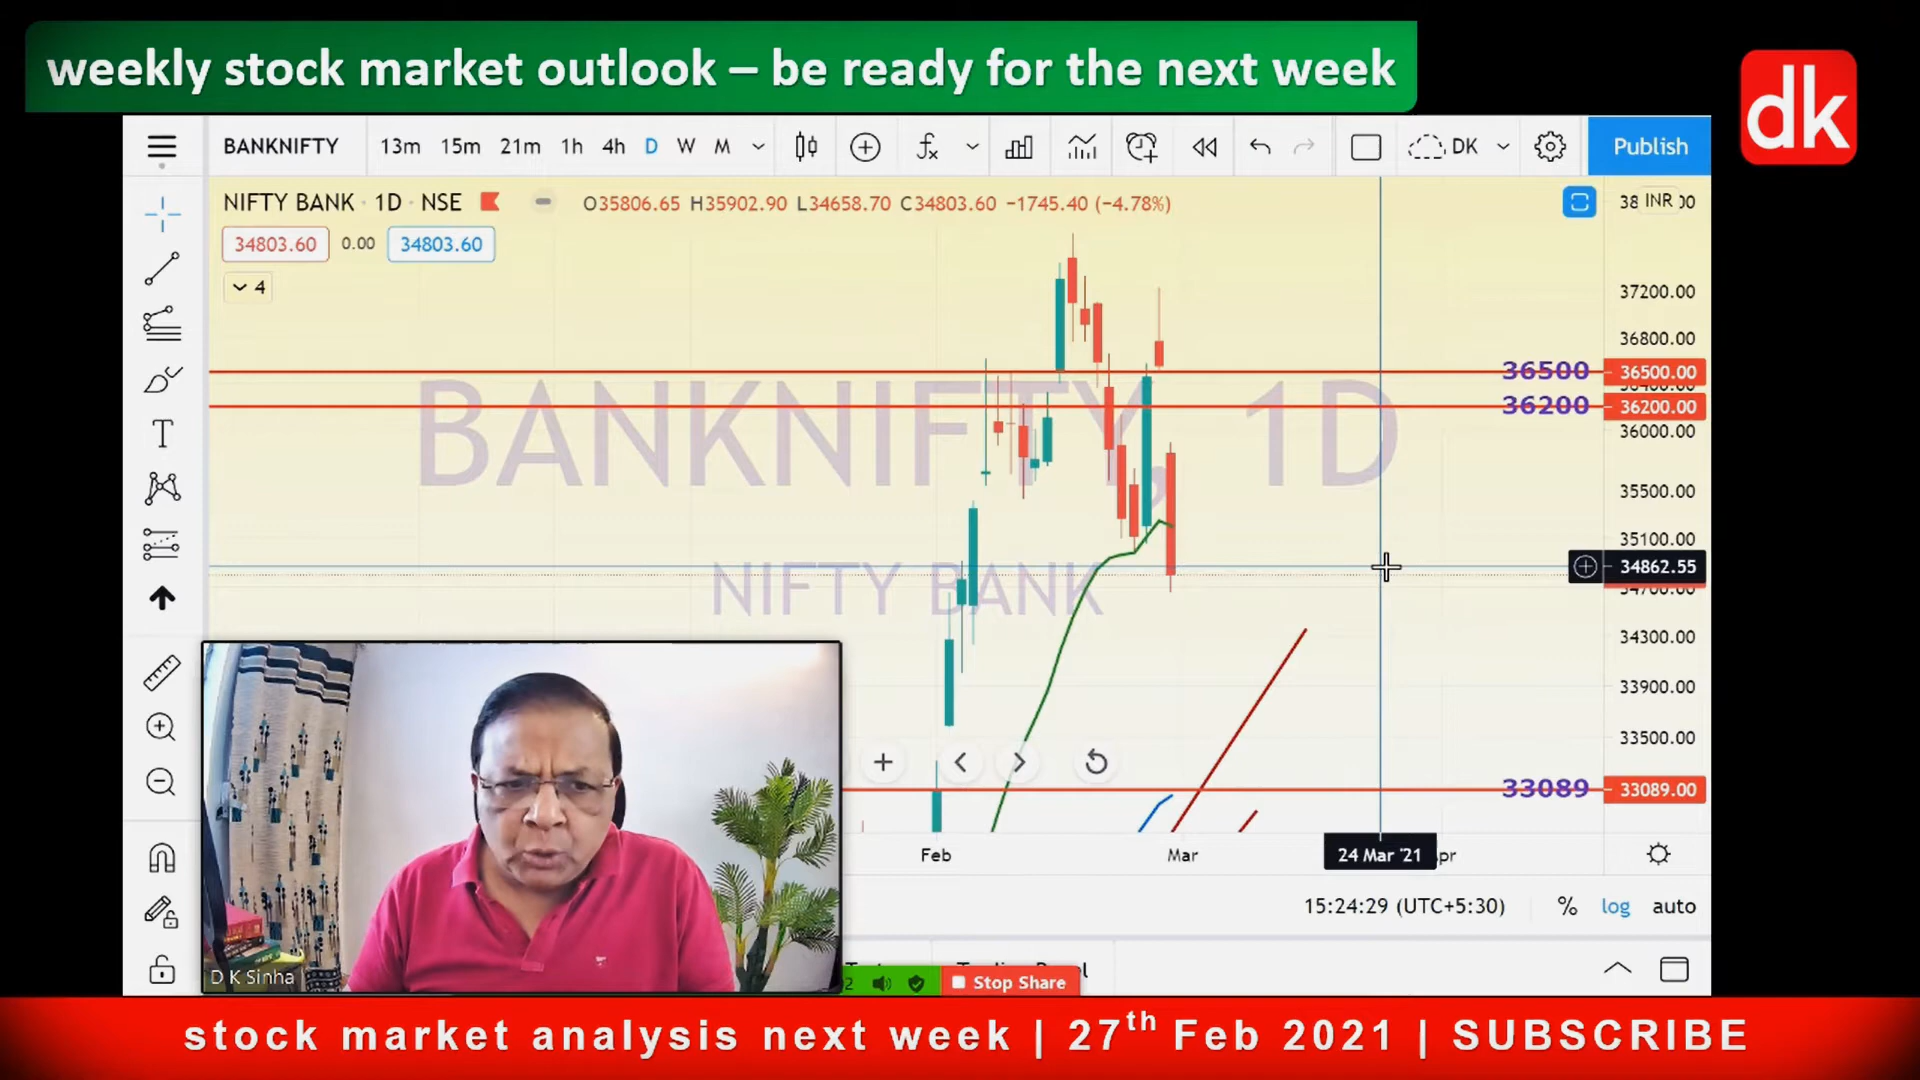 weekly stock market outlook – be ready for the next week
dk
BANKNIFTY 13m 15m 21m 1h 4h D W M fx DK Publish
NIFTY BANK · 1D · NSE O35806.65 H35902.90 L34658.70 C34803.60 −1745.40 (−4.78%)
INR
34803.60 0.00 34803.60
4
37200.00
36800.00
36500 36500.00
36200 36200.00
36000.00
BANKNIFTY, 1D
35500.00
35100.00
34862.55
NIFTY BANK
34300.00
33900.00
33500.00
33089 33089.00
Feb Mar 24 Mar '21
15:24:29 (UTC+5:30) % log auto
D K Sinha
Stop Share
stock market analysis next week | 27th Feb 2021 | SUBSCRIBE